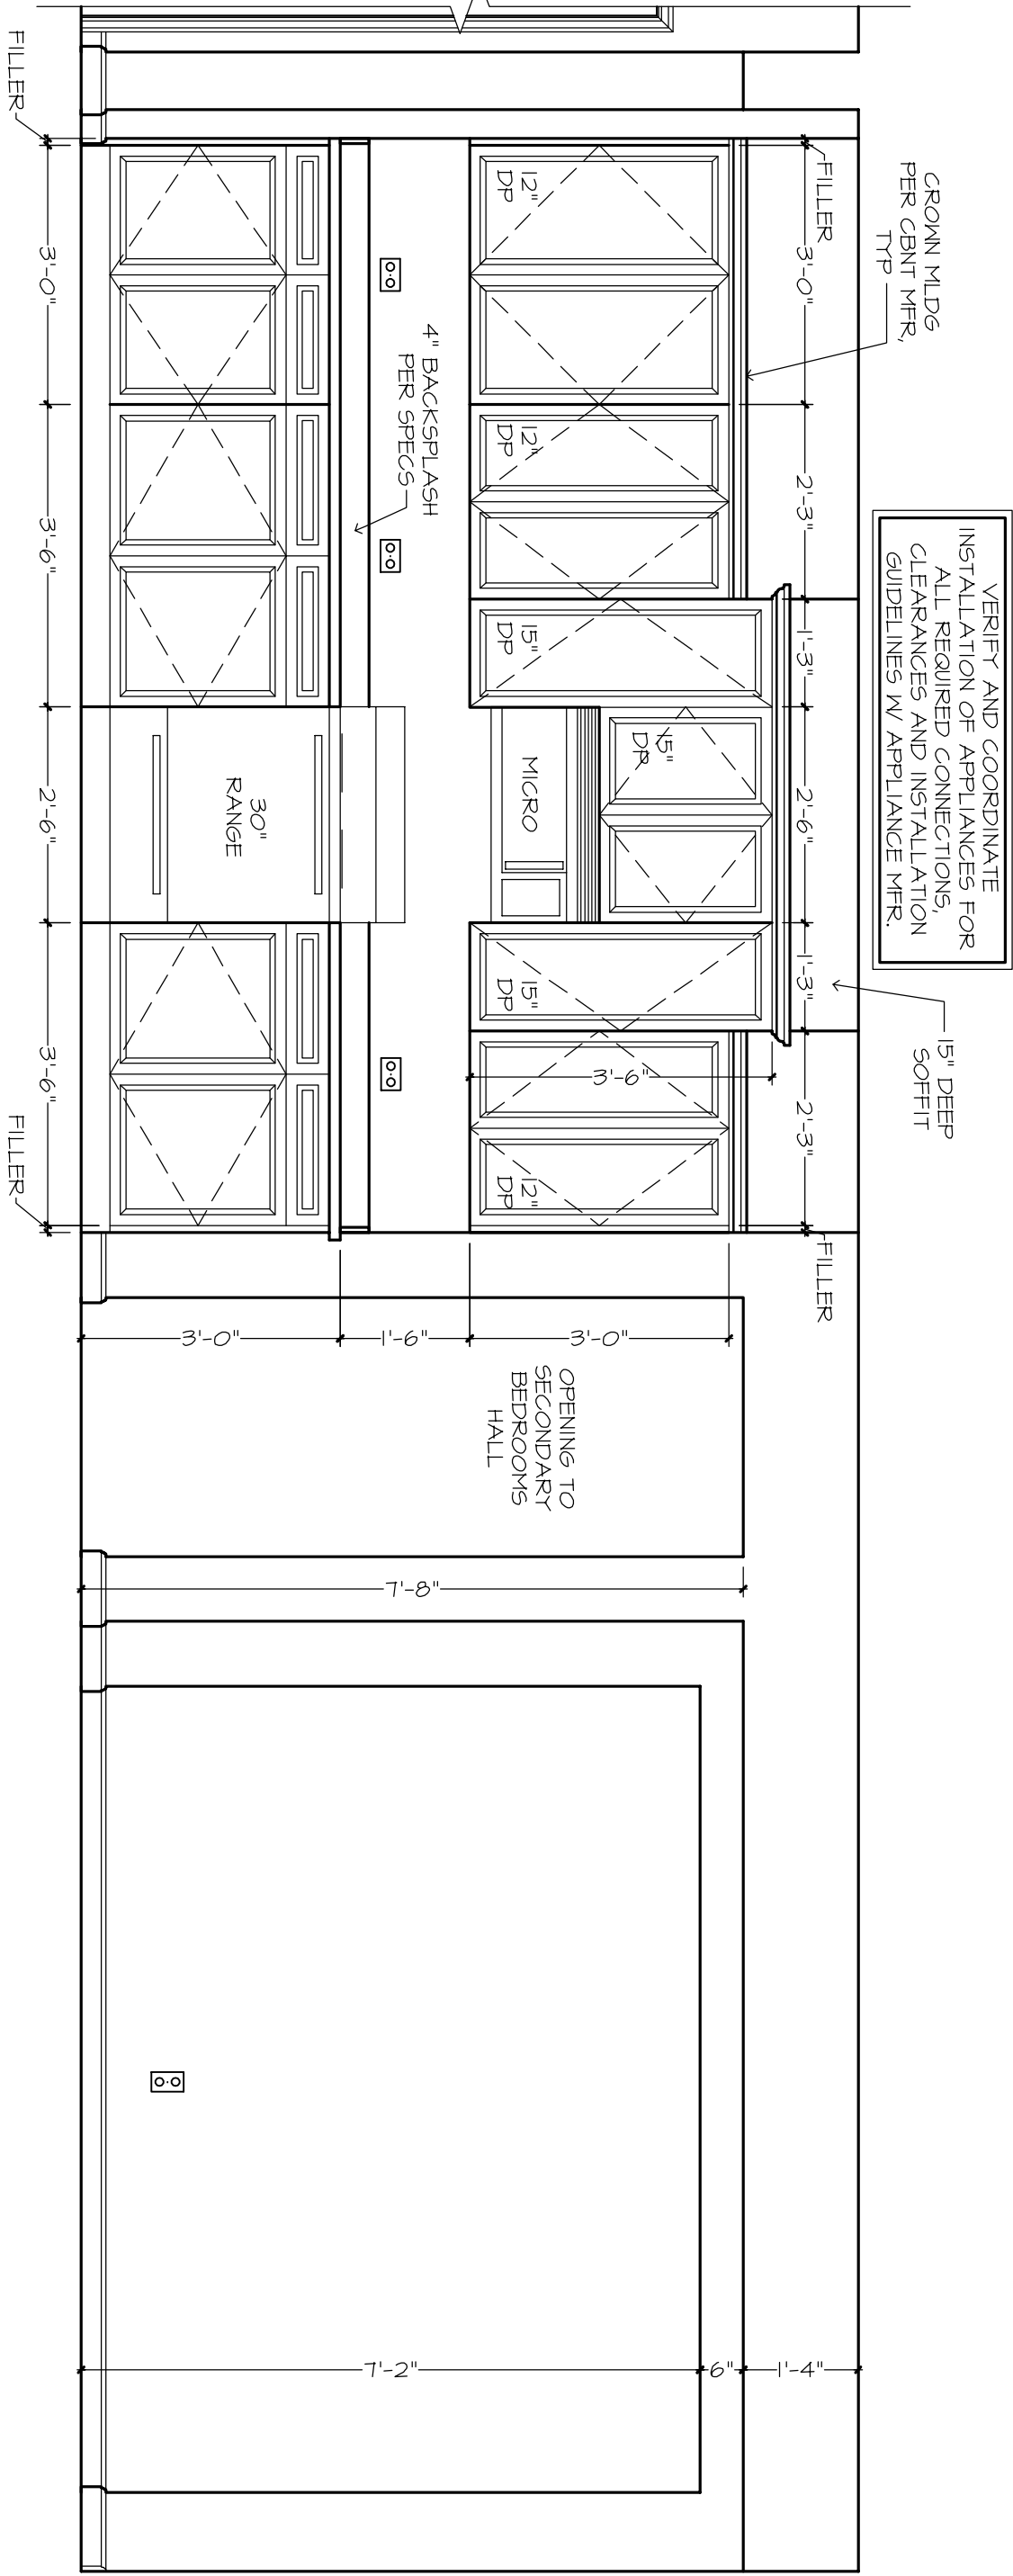 VERIFY AND COORDINATE
INSTALLATION OF APPLIANCES FOR
ALL REQUIRED CONNECTIONS,
CLEARANCES AND INSTALLATION
GUIDELINES W/ APPLIANCE MFR.
CROWN MLDG
PER CBNT MFR,
TYP
15" DEEP
SOFFIT
FILLER
3'-0"
2'-3"
1'-3"
2'-6"
1'-3"
2'-3"
FILLER
12"
DP
12"
DP
15"
DP
15"
DP
15"
DP
12"
DP
3'-6"
MICRO
4" BACKSPLASH
PER SPECS
30"
RANGE
3'-0"
1'-6"
3'-0"
OPENING TO
SECONDARY
BEDROOMS
HALL
7'-8"
1'-4"
6"
7'-2"
FILLER
3'-0"
3'-6"
2'-6"
3'-6"
FILLER